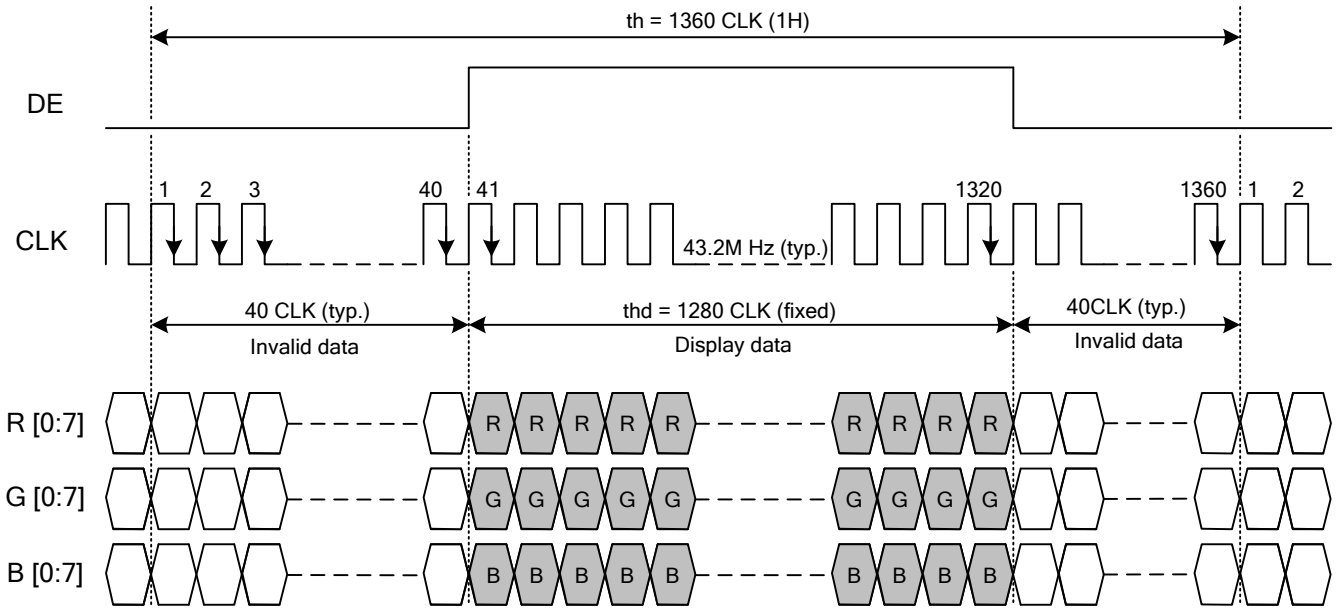 th = 1360 CLK (1H)
DE
1 2 3 40 41 1320 1360 1 2
CLK
43.2M Hz (typ.)
40 CLK (typ.) thd = 1280 CLK (fixed) 40CLK (typ.)
Invalid data Display data Invalid data
R [0:7] R R R R R R R R R
G [0:7] G G G G G G G G G
B [0:7] B B B B B B B B B